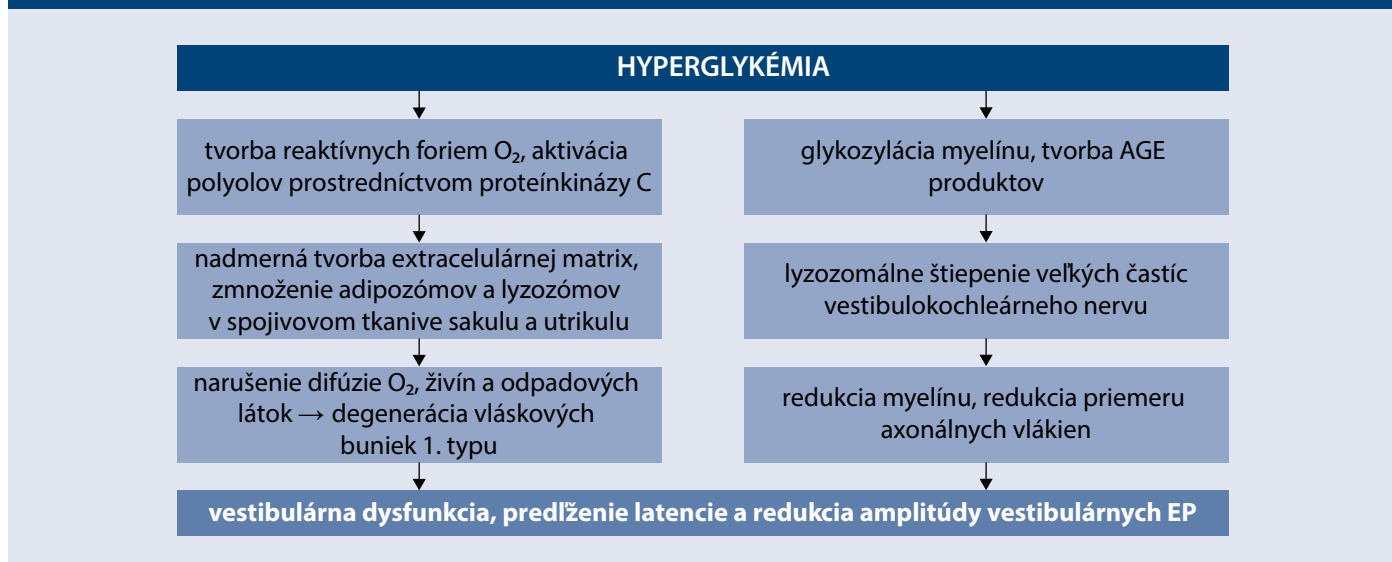 HYPERGLYKÉMIA
tvorba reaktívnych foriem O₂, aktivácia
polyolov prostredníctvom proteínkinázy C
nadmerná tvorba extracelulárnej matrix,
zmnoženie adipozómov a lyzozómov
v spojivovom tkanive sakulu a utrikulu
narušenie difúzie O₂, živín a odpadových
látok → degenerácia vláskových
buniek 1. typu
glykozylácia myelínu, tvorba AGE
produktov
lyzozomálne štiepenie veľkých častíc
vestibulokochleárneho nervu
redukcia myelínu, redukcia priemeru
axonálnych vlákien
vestibulárna dysfunkcia, predĺženie latencie a redukcia amplitúdy vestibulárnych EP